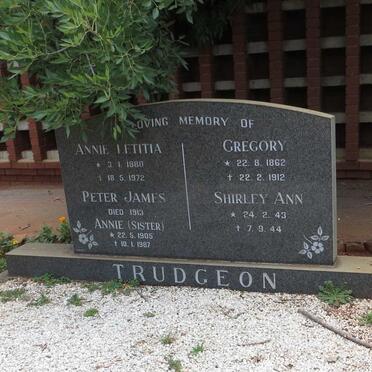 LOVING MEMORY OF
ANNIE LETITIA
* 3.1.1880
† 18.5.1972
PETER JAMES
DIED 1913
ANNIE (SISTER)
* 22.5.1905
† 10.1.1987
GREGORY
* 22.8.1862
† 22.2.1912
SHIRLEY ANN
* 24.2.43
† 7.9.44
TRUDGEON